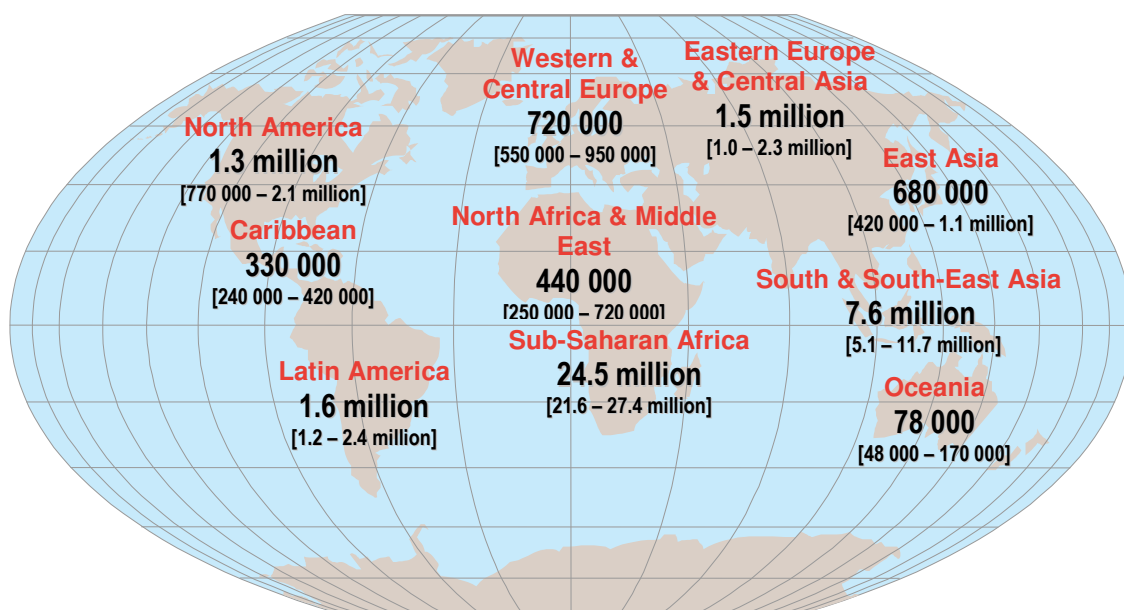 Western &
Central Europe
720 000
[550 000 – 950 000]
Eastern Europe
& Central Asia
1.5 million
[1.0 – 2.3 million]
North America
1.3 million
[770 000 – 2.1 million]
East Asia
680 000
[420 000 – 1.1 million]
Caribbean
330 000
[240 000 – 420 000]
North Africa & Middle
East
440 000
[250 000 – 720 000]
South & South-East Asia
7.6 million
[5.1 – 11.7 million]
Sub-Saharan Africa
24.5 million
[21.6 – 27.4 million]
Latin America
1.6 million
[1.2 – 2.4 million]
Oceania
78 000
[48 000 – 170 000]